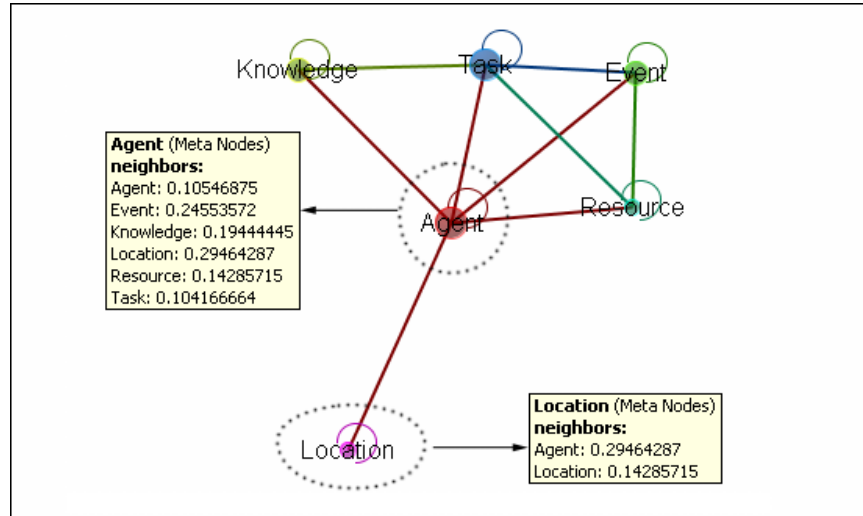 Knowledge
Task
Event
Agent (Meta Nodes)
neighbors:
Agent: 0.10546875
Event: 0.24553572
Knowledge: 0.19444445
Location: 0.29464287
Resource: 0.14285715
Task: 0.104166664
Agent
Resource
Location
Location (Meta Nodes)
neighbors:
Agent: 0.29464287
Location: 0.14285715